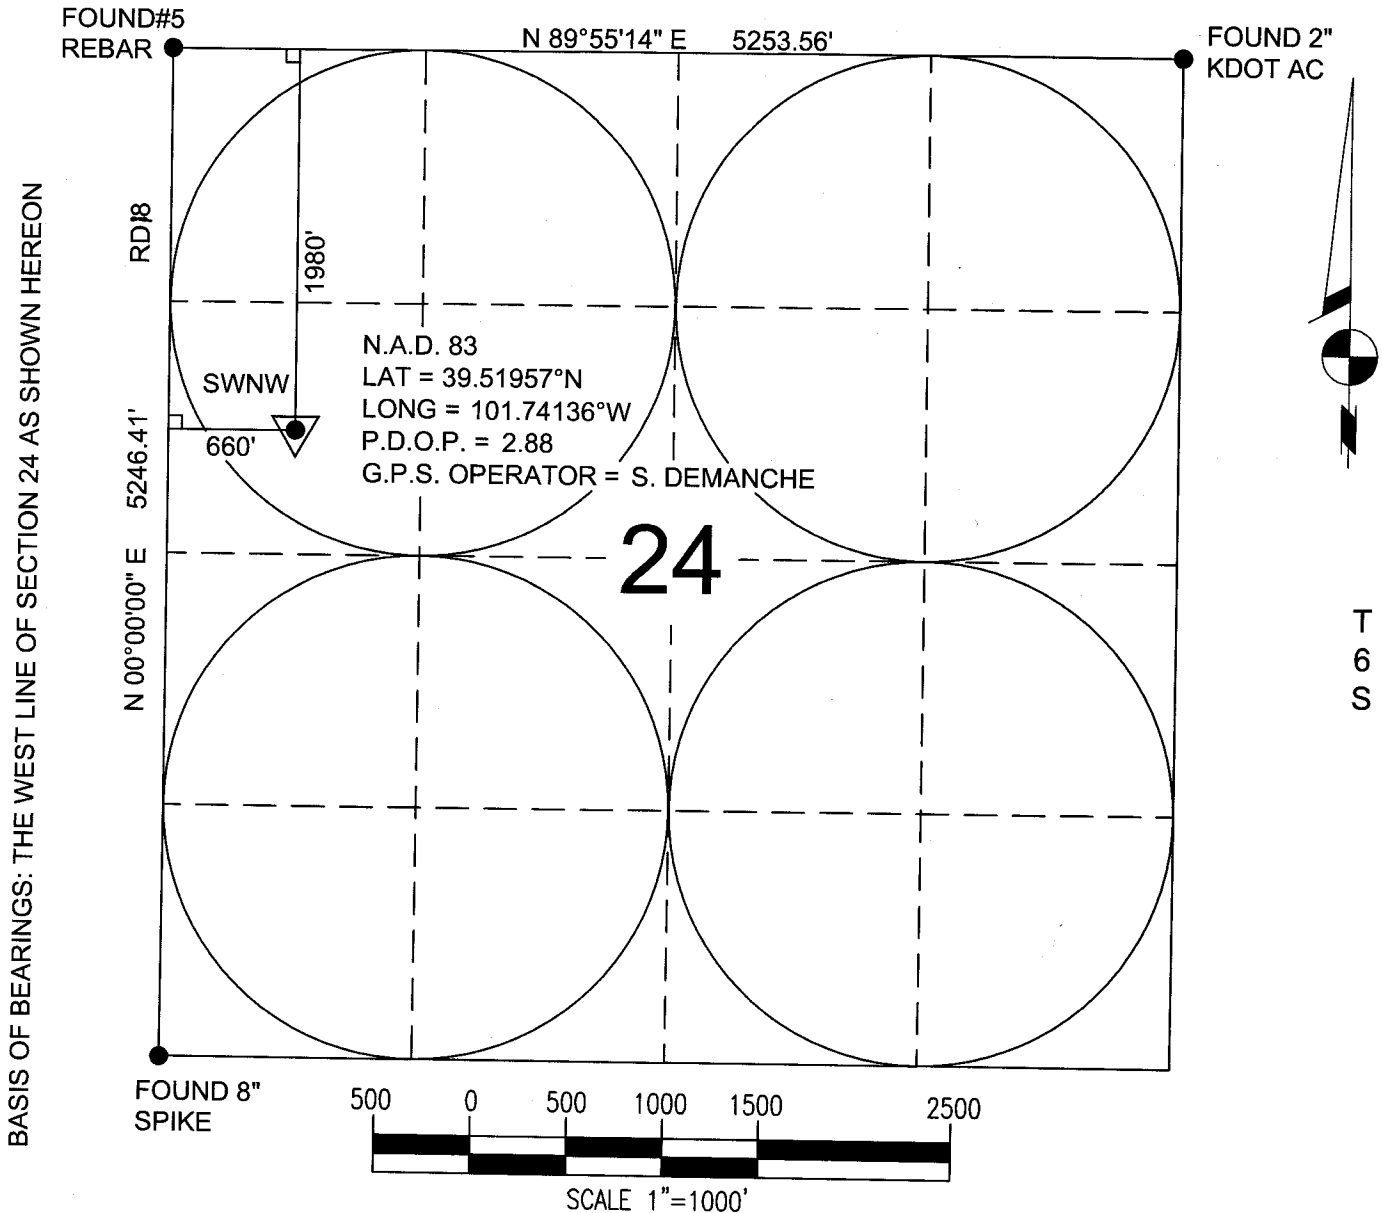 FOUND#5
REBAR
N 89°55'14" E 5253.56'
FOUND 2"
KDOT AC
BASIS OF BEARINGS: THE WEST LINE OF SECTION 24 AS SHOWN HEREON
N 00°00'00" E 5246.41'
1980'
SWNW
660'
N.A.D. 83
LAT = 39.51957°N
LONG = 101.74136°W
P.D.O.P. = 2.88
G.P.S. OPERATOR = S. DEMANCHE
24
T
6
S
N
FOUND 8"
SPIKE
500 0 500 1000 1500 2500
SCALE 1"=1000'